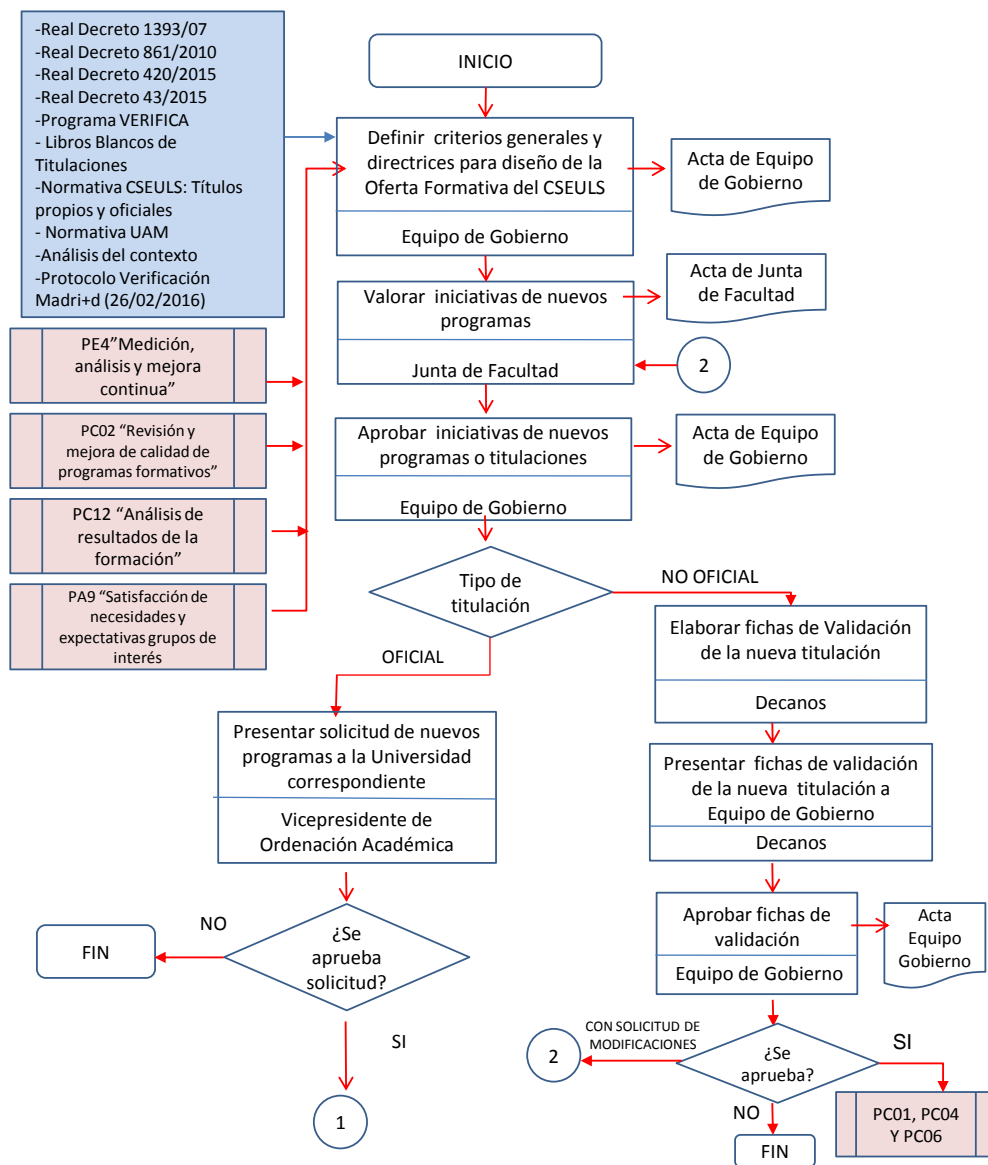 -Real Decreto 1393/07
-Real Decreto 861/2010
-Real Decreto 420/2015
-Real Decreto 43/2015
-Programa VERIFICA
- Libros Blancos de
Titulaciones
-Normativa CSEULS: Títulos
propios y oficiales
- Normativa UAM
-Análisis del contexto
-Protocolo Verificación
Madri+d (26/02/2016)
INICIO
Definir criterios generales y
directrices para diseño de la
Oferta Formativa del CSEULS
Equipo de Gobierno
Acta de Equipo
de Gobierno
Valorar iniciativas de nuevos
programas
Junta de Facultad
Acta de Junta
de Facultad
2
PE4”Medición,
análisis y mejora
continua”
PC02 “Revisión y
mejora de calidad de
programas formativos”
PC12 “Análisis de
resultados de la
formación”
PA9 “Satisfacción de
necesidades y
expectativas grupos de
interés
Aprobar iniciativas de nuevos
programas o titulaciones
Equipo de Gobierno
Acta de Equipo
de Gobierno
Tipo de
titulación
NO OFICIAL
OFICIAL
Elaborar fichas de Validación
de la nueva titulación
Decanos
Presentar solicitud de nuevos
programas a la Universidad
correspondiente
Vicepresidente de
Ordenación Académica
Presentar fichas de validación
de la nueva titulación a
Equipo de Gobierno
Decanos
¿Se
aprueba
solicitud?
NO
FIN
SI
1
Aprobar fichas de
validación
Equipo de Gobierno
Acta
Equipo
Gobierno
¿Se
aprueba?
CON SOLICITUD DE
MODIFICACIONES
2
SI
PC01, PC04
Y PC06
NO
FIN